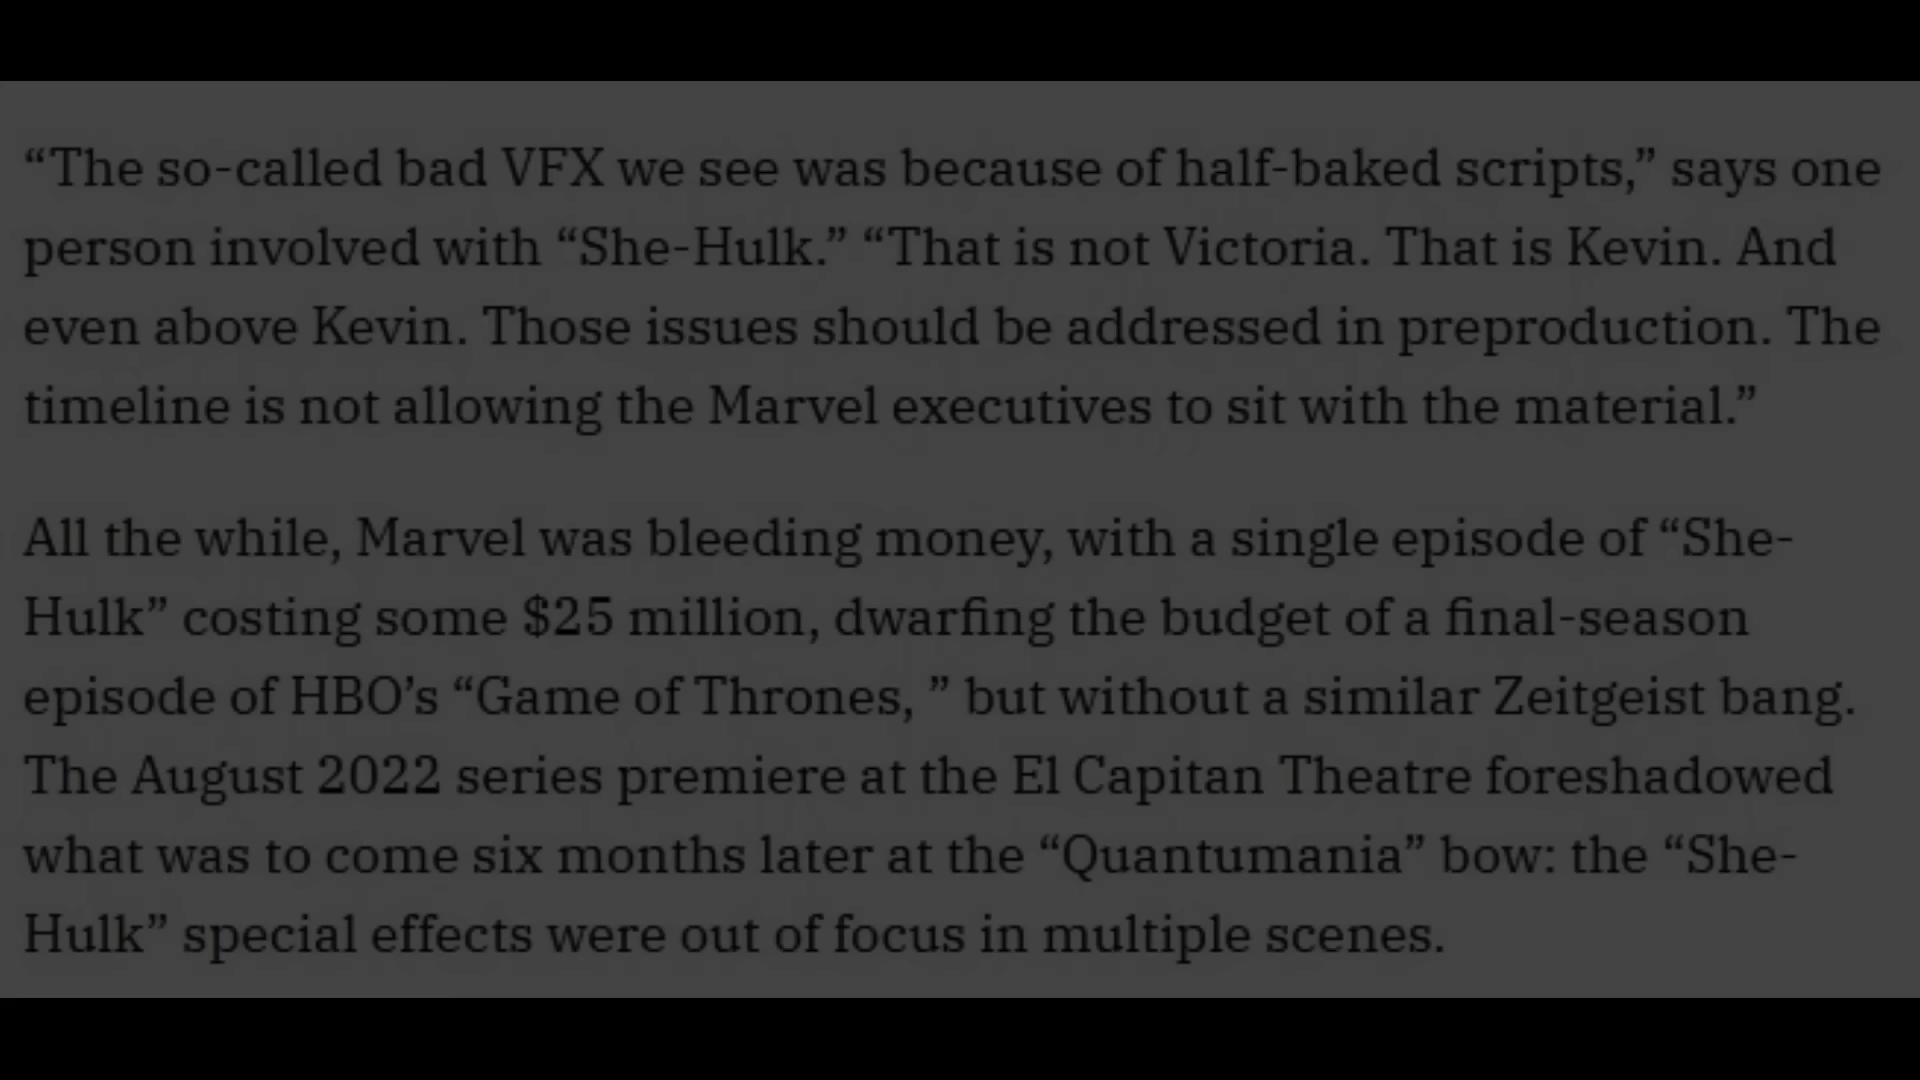 “The so-called bad VFX we see was because of half-baked scripts,” says one
person involved with “She-Hulk.” “That is not Victoria. That is Kevin. And
even above Kevin. Those issues should be addressed in preproduction. The
timeline is not allowing the Marvel executives to sit with the material.”
All the while, Marvel was bleeding money, with a single episode of “She-
Hulk” costing some $25 million, dwarfing the budget of a final-season
episode of HBO’s “Game of Thrones, ” but without a similar Zeitgeist bang.
The August 2022 series premiere at the El Capitan Theatre foreshadowed
what was to come six months later at the “Quantumania” bow: the “She-
Hulk” special effects were out of focus in multiple scenes.